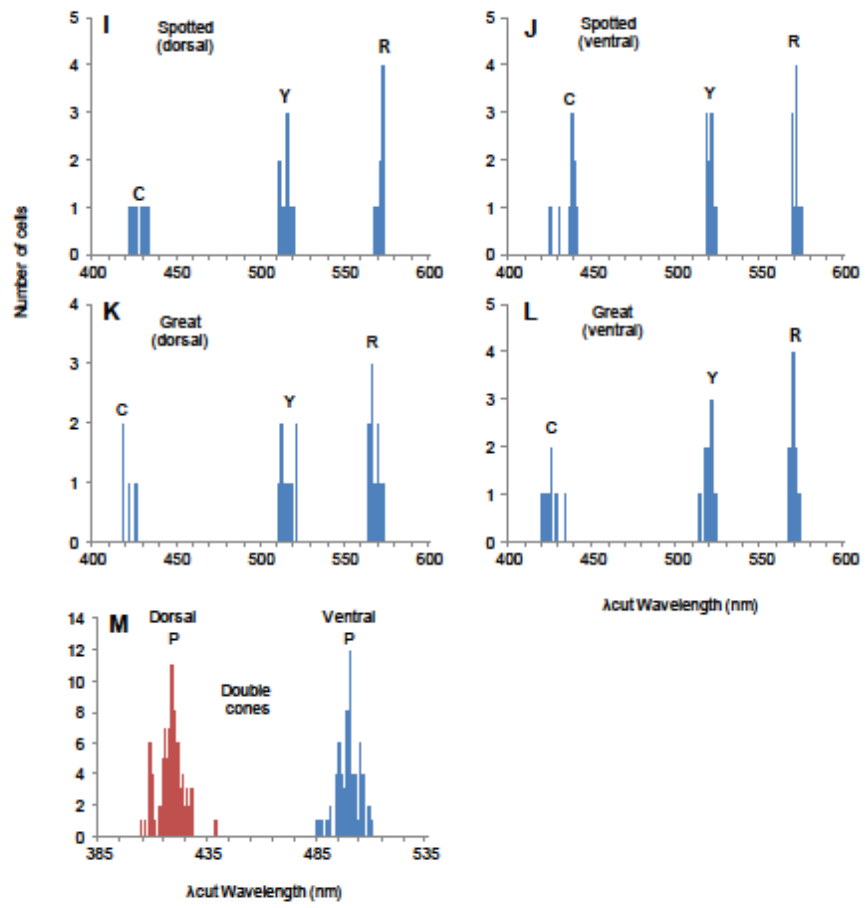 Number of cells
I
Spotted
(dorsal)
C
Y
R
5
4
3
2
1
0
400
450
500
550
600
J
Spotted
(ventral)
C
Y
R
5
4
3
2
1
0
400
450
500
550
600
K
Great
(dorsal)
C
Y
R
4
3
2
1
0
400
450
500
550
600
L
Great
(ventral)
C
Y
R
5
4
3
2
1
0
400
450
500
550
600
λcut Wavelength (nm)
M
Dorsal
P
Ventral
P
Double
cones
14
12
10
8
6
4
2
0
385
435
485
535
λcut Wavelength (nm)